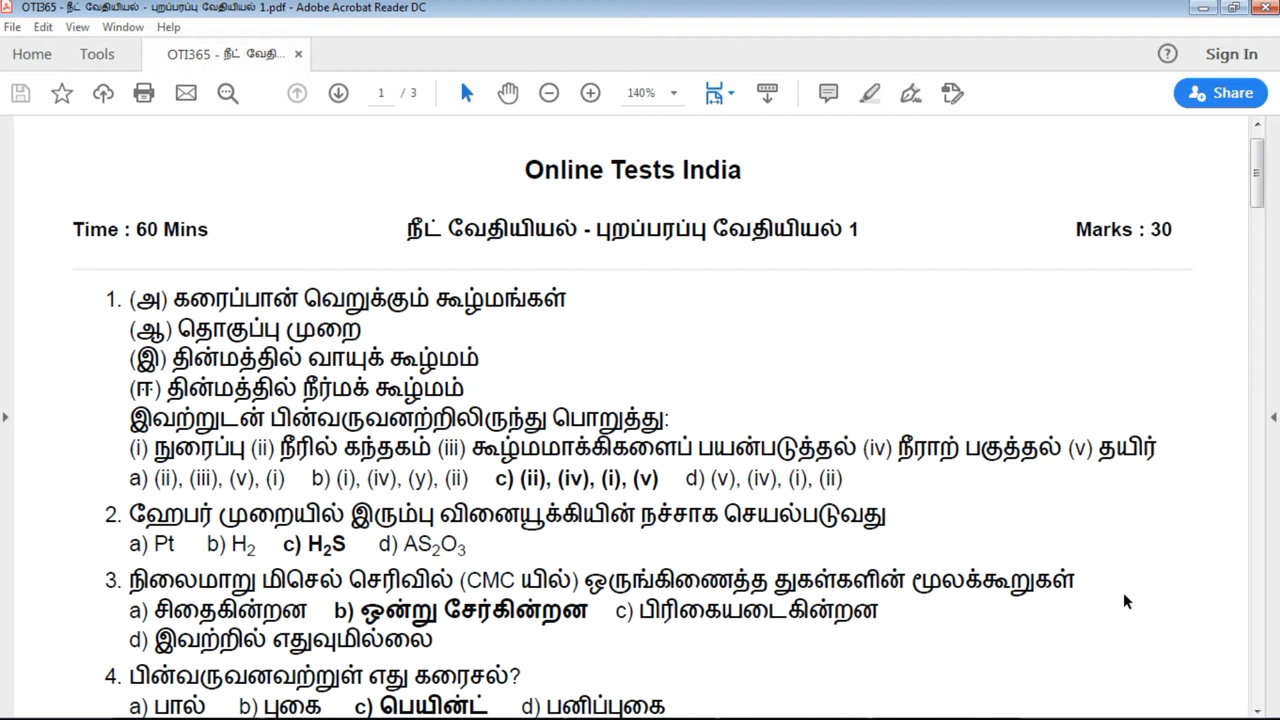 OTI365 - நீட் வேதியியல் - புறப்பரப்பு வேதியியல் 1.pdf - Adobe Acrobat Reader DC
File Edit View Window Help
Home Tools OTI365 - நீட் வேதி... × Sign In
1 / 3 140% Share
Online Tests India
Time : 60 Mins நீட் வேதியியல் - புறப்பரப்பு வேதியியல் 1 Marks : 30
1. (அ) கரைப்பான் வெறுக்கும் கூழ்மங்கள்
(ஆ) தொகுப்பு முறை
(இ) தின்மத்தில் வாயுக் கூழ்மம்
(ஈ) தின்மத்தில் நீர்மக் கூழ்மம்
இவற்றுடன் பின்வருவனற்றிலிருந்து பொறுத்து:
(i) நுரைப்பு (ii) நீரில் கந்தகம் (iii) கூழ்மமாக்கிகளைப் பயன்படுத்தல் (iv) நீராற் பகுத்தல் (v) தயிர்
a) (ii), (iii), (v), (i) b) (i), (iv), (y), (ii) c) (ii), (iv), (i), (v) d) (v), (iv), (i), (ii)
2. ஹேபர் முறையில் இரும்பு வினையூக்கியின் நச்சாக செயல்படுவது
a) Pt b) H₂ c) H₂S d) AS₂O₃
3. நிலைமாறு மிசெல் செரிவில் (CMC யில்) ஒருங்கிணைத்த துகள்களின் மூலக்கூறுகள்
a) சிதைகின்றன b) ஒன்று சேர்கின்றன c) பிரிகையடைகின்றன
d) இவற்றில் எதுவுமில்லை
4. பின்வருவனவற்றுள் எது கரைசல்?
a) பால் b) புகை c) பெயின்ட் d) பனிப்புகை